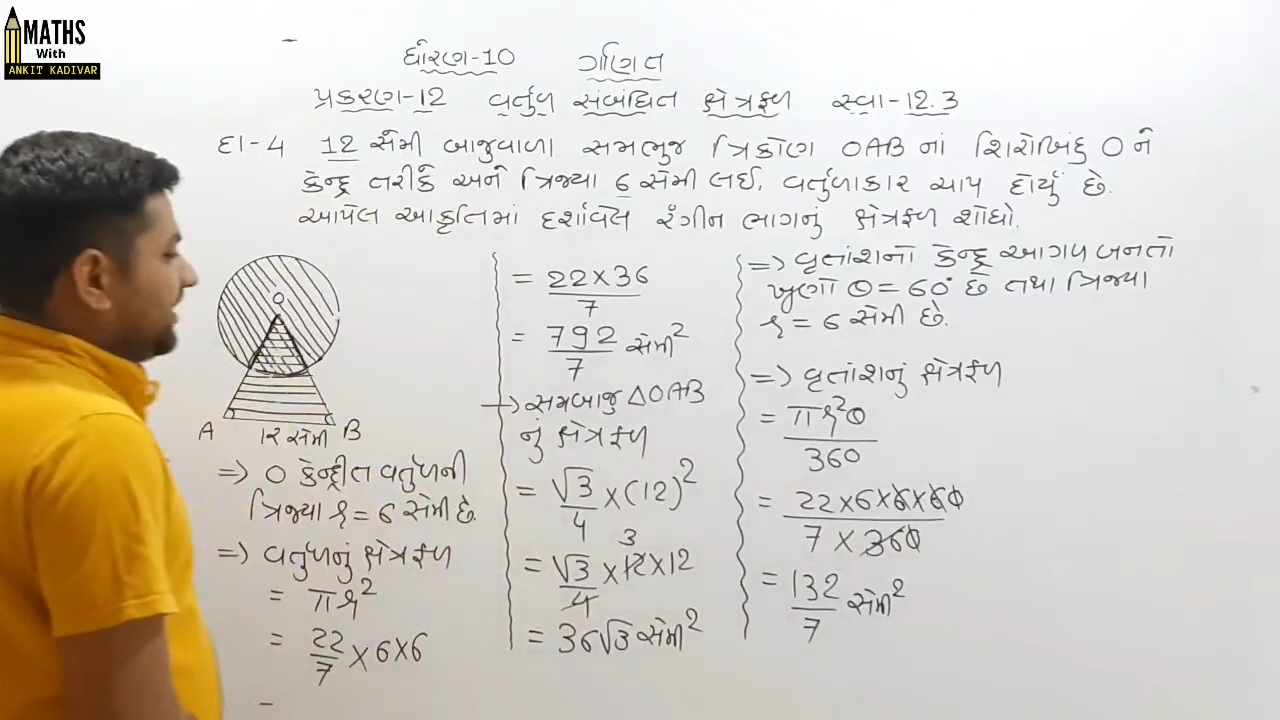 MATHS
With
ANKIT KADIVAR
ધોરણ-10 ગણિત
પ્રકરણ-12 વર્તુળ સંબંધિત ક્ષેત્રફળ સ્વા-12.3
દા-4 12 સેમી બાજુવાળા સમભુજ ત્રિકોણ OAB નાં શિરોબિંદુ O ને
કેન્દ્ર તરીકે અને ત્રિજ્યા 6 સેમી લઈ, વર્તુળાકાર ચાપ દોર્યું છે.
આપેલ આકૃતિમાં દર્શાવેલ રંગીન ભાગનું ક્ષેત્રફળ શોધો.
O
A 12 સેમી B
=> O કેન્દ્રીત વર્તુળની
ત્રિજ્યા r = 6 સેમી છે.
=> વર્તુળનું ક્ષેત્રફળ
= πr²
= 22/7 × 6 × 6
= 22×36/7
= 792/7 સેમી²
=> સમબાજુ △OAB
નું ક્ષેત્રફળ
= √3/4 × (12)²
3
= √3/4 × 12 × 12
= 36√3 સેમી²
=> વૃતાંશનો કેન્દ્ર આગળ બનતો
ખૂણો θ = 60° છે તથા ત્રિજ્યા
r = 6 સેમી છે.
=> વૃતાંશનું ક્ષેત્રફળ
= πr²θ/360
= 22×6×6×60/7×360
= 132/7 સેમી²